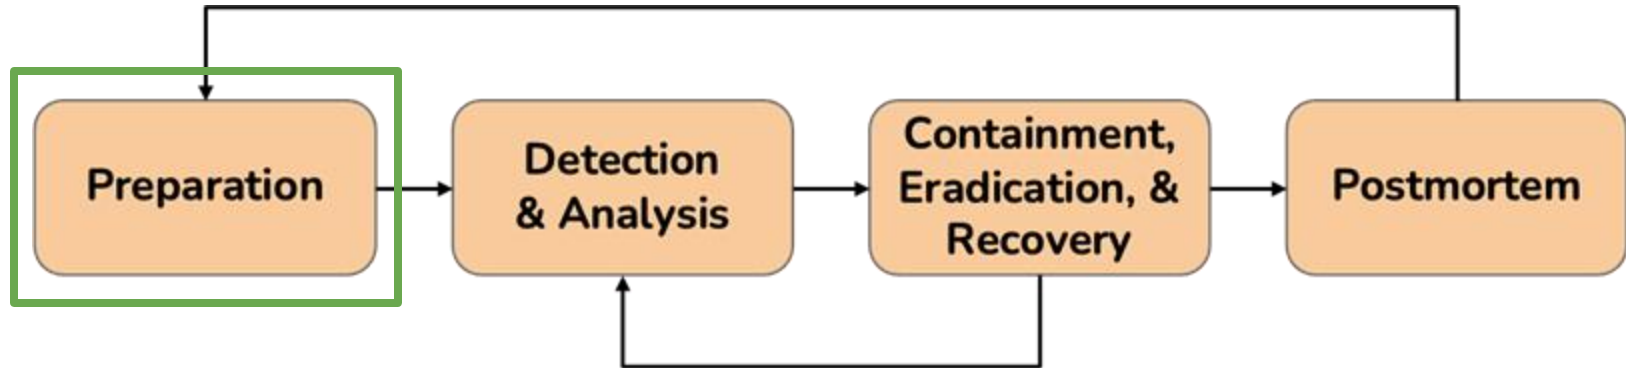 Preparation
Detection
& Analysis
Containment,
Eradication, &
Recovery
Postmortem